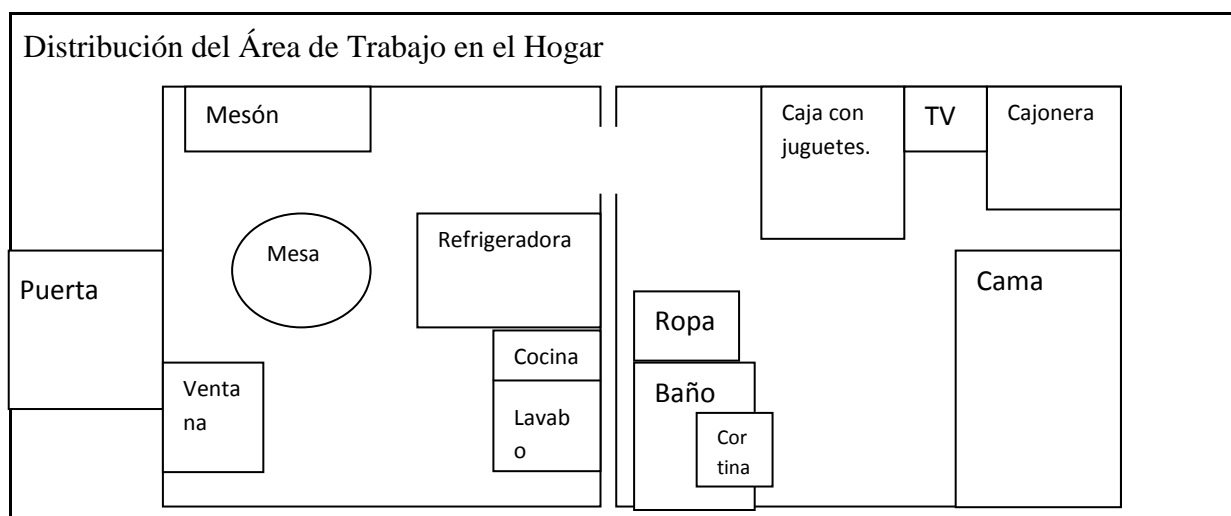 Distribución del Área de Trabajo en el Hogar
Mesón
Caja con
juguetes.
TV
Cajonera
Mesa
Refrigeradora
Puerta
Cama
Ropa
Cocina
Venta
na
Baño
Lavab
o
Cor
tina